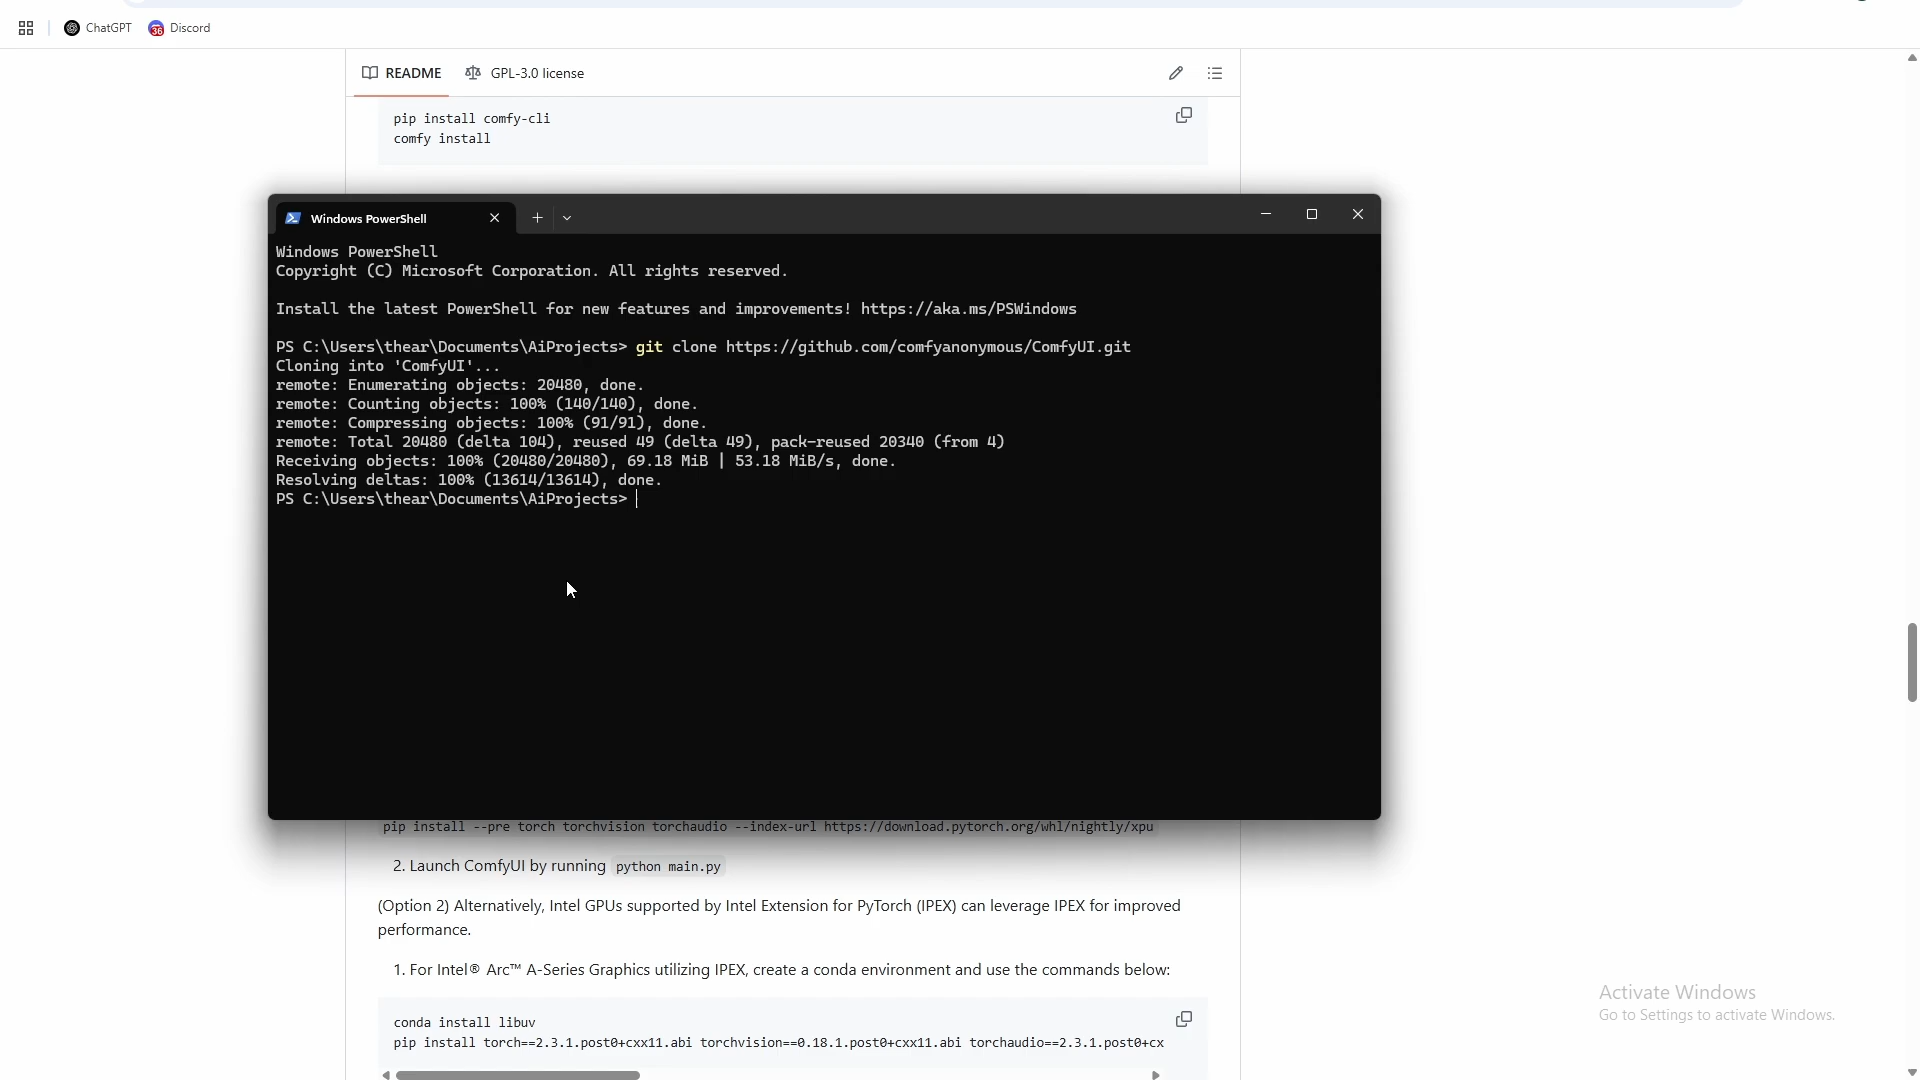 ChatGPT
Discord
README
GPL-3.0 license
pip install comfy-cli
comfy install
Windows PowerShell
Windows PowerShell
Copyright (C) Microsoft Corporation. All rights reserved.
Install the latest PowerShell for new features and improvements! https://aka.ms/PSWindows
PS C:\Users\thear\Documents\AiProjects> git clone https://github.com/comfyanonymous/ComfyUI.git
Cloning into 'ComfyUI'...
remote: Enumerating objects: 20480, done.
remote: Counting objects: 100% (140/140), done.
remote: Compressing objects: 100% (91/91), done.
remote: Total 20480 (delta 104), reused 49 (delta 49), pack-reused 20340 (from 4)
Receiving objects: 100% (20480/20480), 69.18 MiB | 53.18 MiB/s, done.
Resolving deltas: 100% (13614/13614), done.
PS C:\Users\thear\Documents\AiProjects>
pip install --pre torch torchvision torchaudio --index-url https://download.pytorch.org/whl/nightly/xpu
2. Launch ComfyUI by running python main.py
(Option 2) Alternatively, Intel GPUs supported by Intel Extension for PyTorch (IPEX) can leverage IPEX for improved
performance.
1. For Intel® Arc™ A-Series Graphics utilizing IPEX, create a conda environment and use the commands below:
conda install libuv
pip install torch==2.3.1.post0+cxx11.abi torchvision==0.18.1.post0+cxx11.abi torchaudio==2.3.1.post0+cx
Activate Windows
Go to Settings to activate Windows.